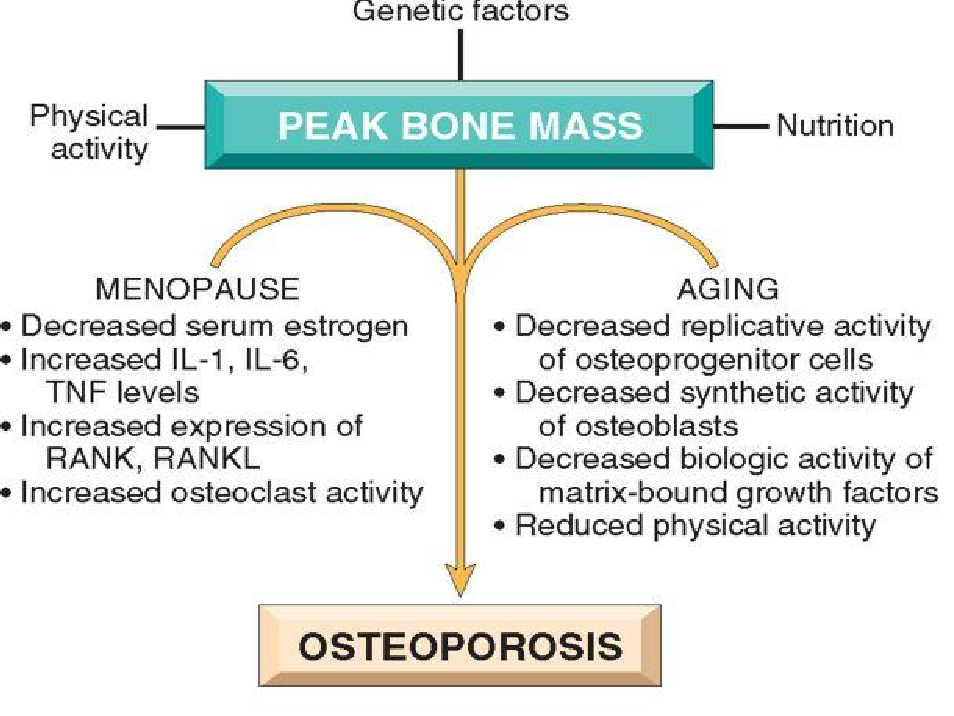 Genetic factors
Physical
activity
PEAK BONE MASS
Nutrition
MENOPAUSE
• Decreased serum estrogen
• Increased IL-1, IL-6,
TNF levels
• Increased expression of
RANK, RANKL
• Increased osteoclast activity
AGING
• Decreased replicative activity
of osteoprogenitor cells
• Decreased synthetic activity
of osteoblasts
• Decreased biologic activity of
matrix-bound growth factors
• Reduced physical activity
OSTEOPOROSIS